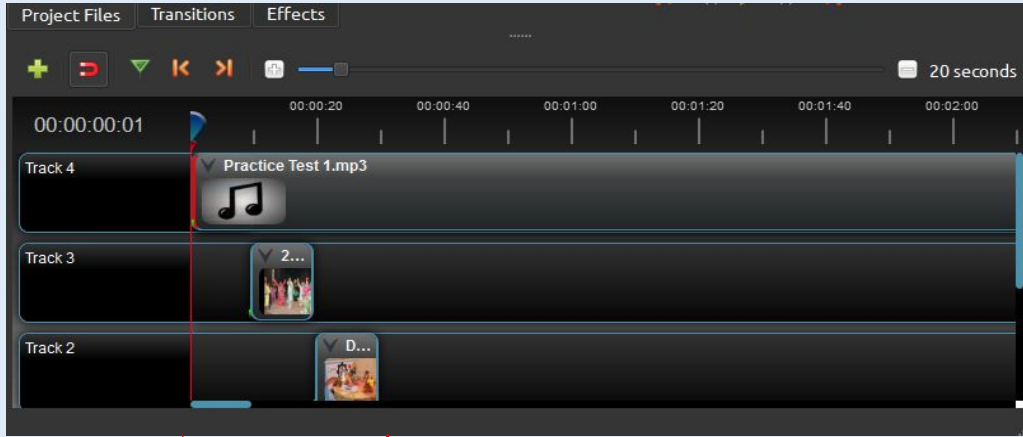 Project Files Transitions Effects
20 seconds
00:00:00:01 00:00:20 00:00:40 00:01:00 00:01:20 00:01:40 00:02:00
Track 4 Practice Test 1.mp3
Track 3 2...
Track 2 D...